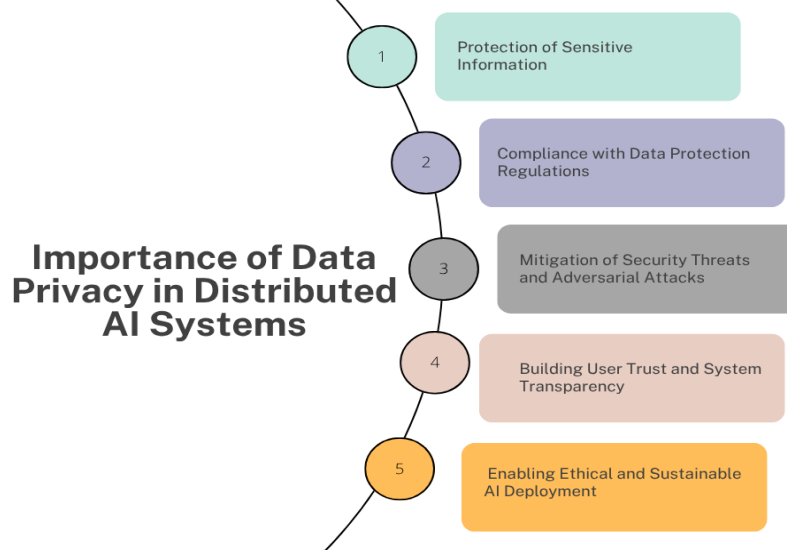 Importance of Data
Privacy in Distributed
AI Systems
1
Protection of Sensitive
Information
2
Compliance with Data Protection
Regulations
3
Mitigation of Security Threats
and Adversarial Attacks
4
Building User Trust and System
Transparency
5
Enabling Ethical and Sustainable
AI Deployment